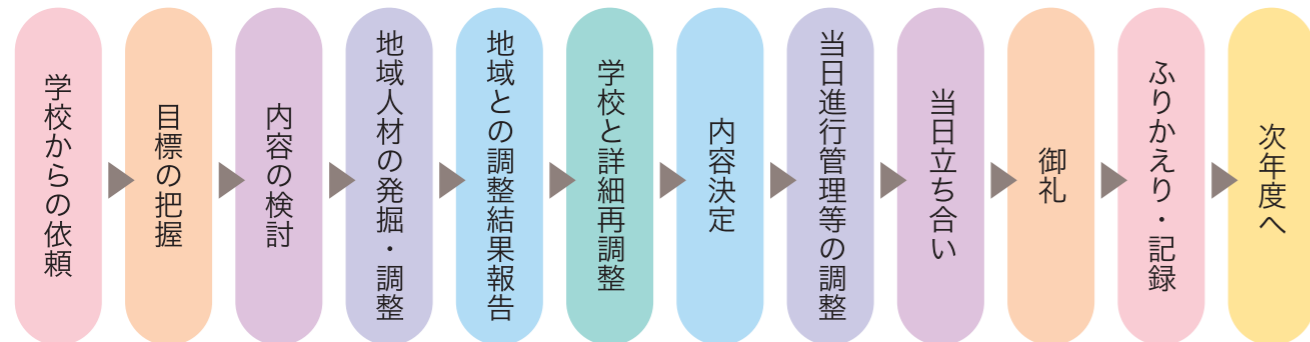 学校からの依頼
目標の把握
内容の検討
地域人材の発掘・調整
地域との調整結果報告
学校と詳細再調整
内容決定
当日進行管理等の調整
当日立ち合い
御礼
ふりかえり・記録
次年度へ